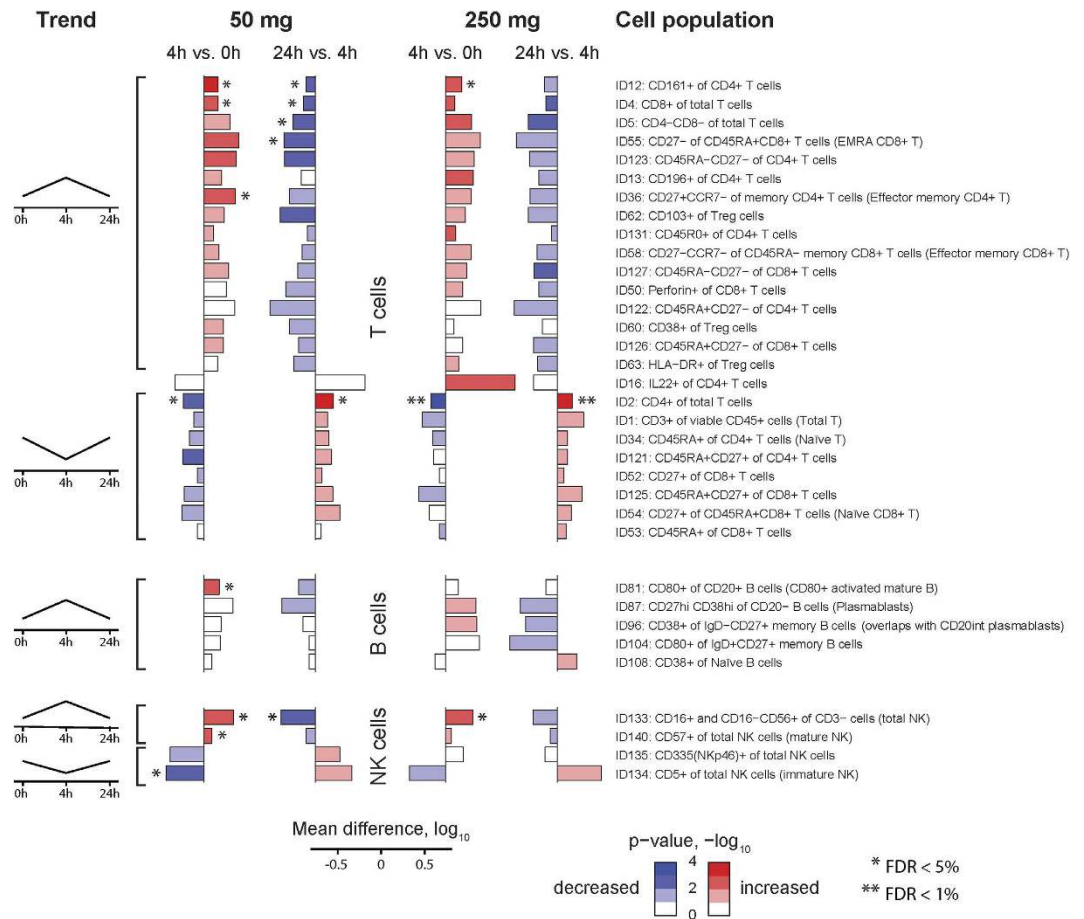 Trend 50 mg 250 mg Cell population
4h vs. 0h 24h vs. 4h 4h vs. 0h 24h vs. 4h
* * * ID12: CD161+ of CD4+ T cells
* * ID4: CD8+ of total T cells
* ID5: CD4−CD8− of total T cells
* ID55: CD27− of CD45RA+CD8+ T cells (EMRA CD8+ T)
ID123: CD45RA−CD27− of CD4+ T cells
ID13: CD196+ of CD4+ T cells
* ID36: CD27+CCR7− of memory CD4+ T cells (Effector memory CD4+ T)
0h 4h 24h
ID62: CD103+ of Treg cells
ID131: CD45R0+ of CD4+ T cells
ID58: CD27−CCR7− of CD45RA− memory CD8+ T cells (Effector memory CD8+ T)
ID127: CD45RA−CD27− of CD8+ T cells
ID50: Perforin+ of CD8+ T cells
ID122: CD45RA+CD27− of CD4+ T cells
T cells
ID60: CD38+ of Treg cells
ID126: CD45RA+CD27− of CD8+ T cells
ID63: HLA−DR+ of Treg cells
ID16: IL22+ of CD4+ T cells
* * ** ** ID2: CD4+ of total T cells
ID1: CD3+ of viable CD45+ cells (Total T)
ID34: CD45RA+ of CD4+ T cells (Naïve T)
ID121: CD45RA+CD27+ of CD4+ T cells
0h 4h 24h
ID52: CD27+ of CD8+ T cells
ID125: CD45RA+CD27+ of CD8+ T cells
ID54: CD27+ of CD45RA+CD8+ T cells (Naïve CD8+ T)
ID53: CD45RA+ of CD8+ T cells
* ID81: CD80+ of CD20+ B cells (CD80+ activated mature B)
ID87: CD27hi CD38hi of CD20− B cells (Plasmablasts)
0h 4h 24h
B cells
ID96: CD38+ of IgD−CD27+ memory B cells (overlaps with CD20int plasmablasts)
ID104: CD80+ of IgD+CD27+ memory B cells
ID108: CD38+ of Naïve B cells
* * * ID133: CD16+ and CD16−CD56+ of CD3− cells (total NK)
0h 4h 24h
* ID140: CD57+ of total NK cells (mature NK)
NK cells
ID135: CD335(NKp46)+ of total NK cells
* ID134: CD5+ of total NK cells (immature NK)
0h 4h 24h
Mean difference, log10
-0.5 0 0.5
p−value, −log10
decreased 4 2 0 increased
* FDR < 5%
** FDR < 1%